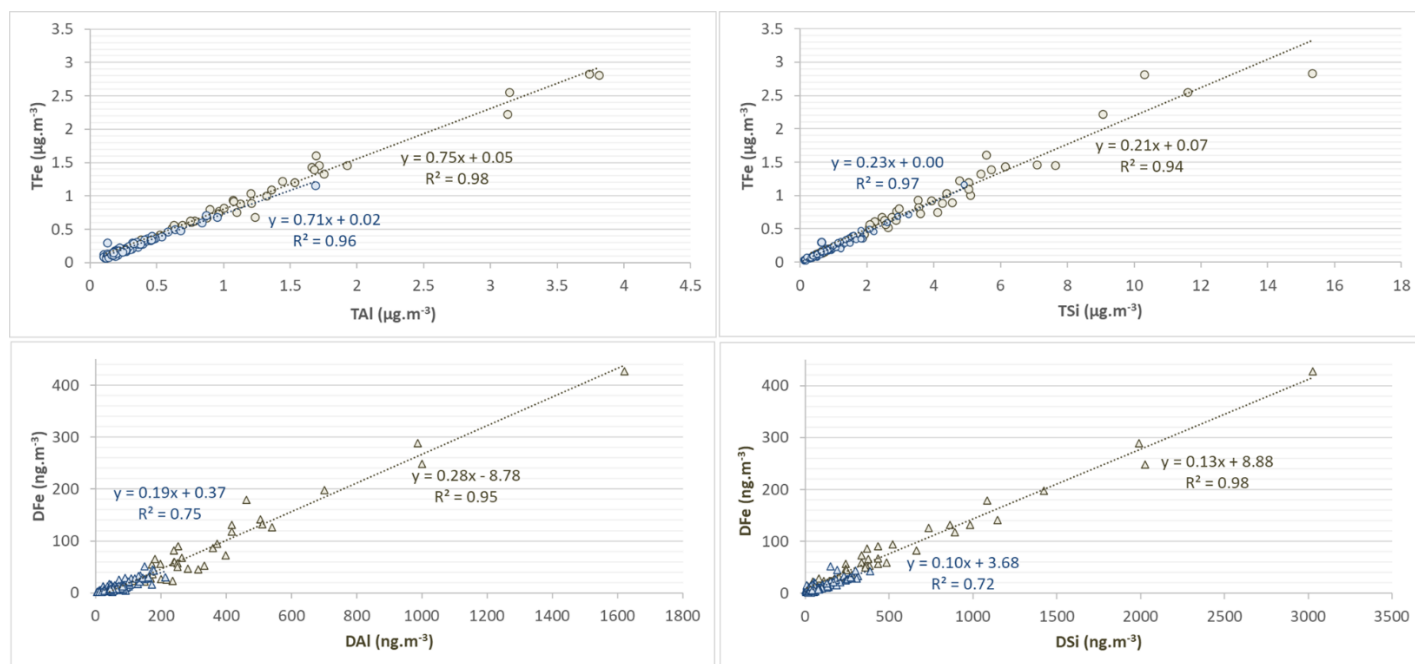 3.5
3
2.5
2
1.5
1
0.5
0
TFe (µg.m⁻³)
y = 0.75x + 0.05
R² = 0.98
y = 0.71x + 0.02
R² = 0.96
0 0.5 1 1.5 2 2.5 3 3.5 4 4.5
TAl (µg.m⁻³)
3.5
3
2.5
2
1.5
1
0.5
0
TFe (µg.m⁻³)
y = 0.23x + 0.00
R² = 0.97
y = 0.21x + 0.07
R² = 0.94
0 2 4 6 8 10 12 14 16 18
TSi (µg.m⁻³)
400
300
200
100
0
DFe (ng.m⁻³)
y = 0.19x + 0.37
R² = 0.75
y = 0.28x - 8.78
R² = 0.95
0 200 400 600 800 1000 1200 1400 1600 1800
DAl (ng.m⁻³)
400
300
200
100
0
DFe (ng.m⁻³)
y = 0.13x + 8.88
R² = 0.98
y = 0.10x + 3.68
R² = 0.72
0 500 1000 1500 2000 2500 3000 3500
DSi (ng.m⁻³)